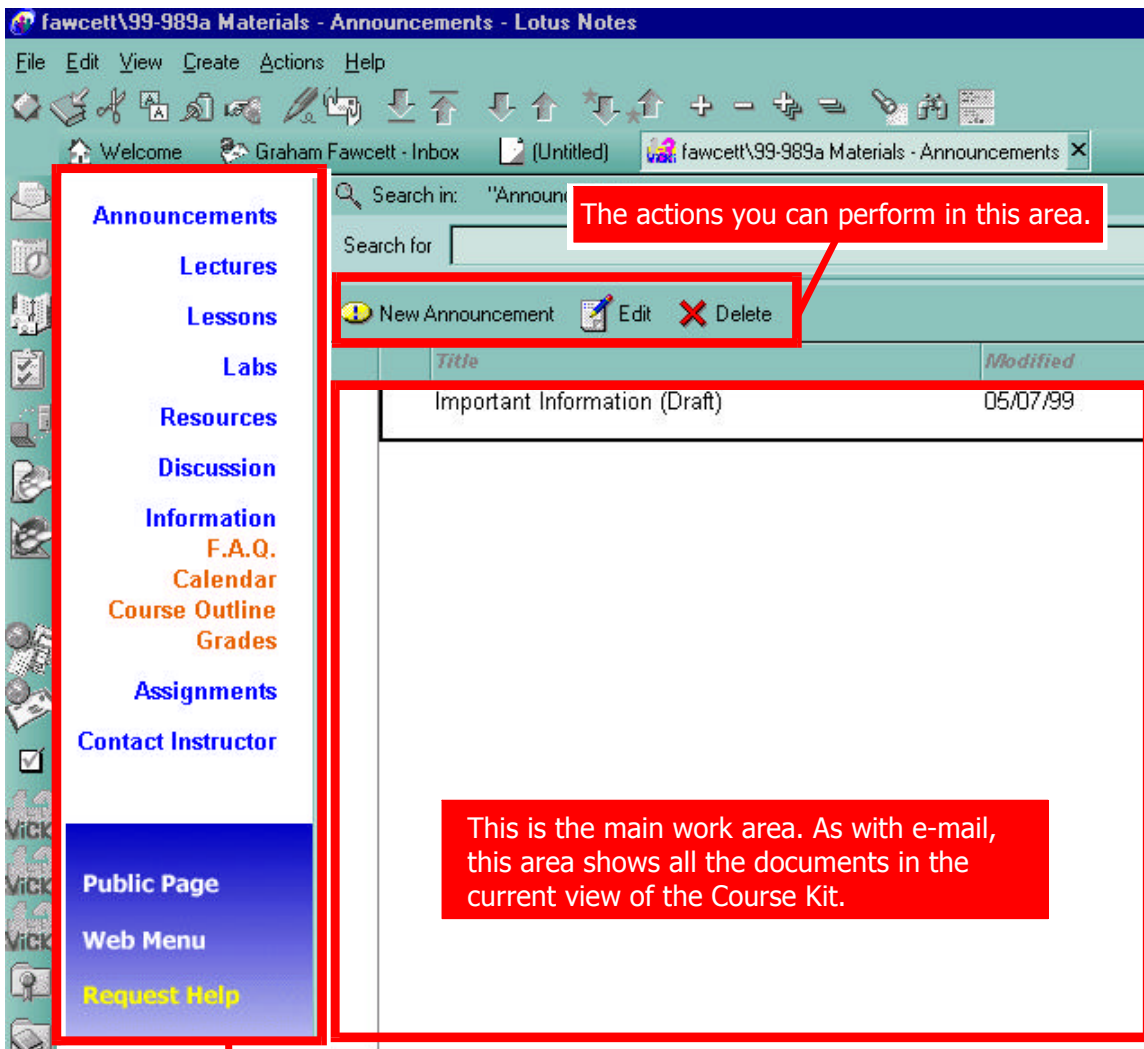 fawcett\99-989a Materials - Announcements - Lotus Notes
File Edit View Create Actions Help
Welcome Graham Fawcett - Inbox (Untitled) fawcett\99-989a Materials - Announcements
Search in: "Announ
The actions you can perform in this area.
Search for
New Announcement Edit Delete
Title Modified
Important Information (Draft) 05/07/99
Announcements
Lectures
Lessons
Labs
Resources
Discussion
Information
F.A.Q.
Calendar
Course Outline
Grades
Assignments
Contact Instructor
This is the main work area. As with e-mail,
this area shows all the documents in the
current view of the Course Kit.
Public Page
Web Menu
Request Help
ViCK
ViCK
ViCK